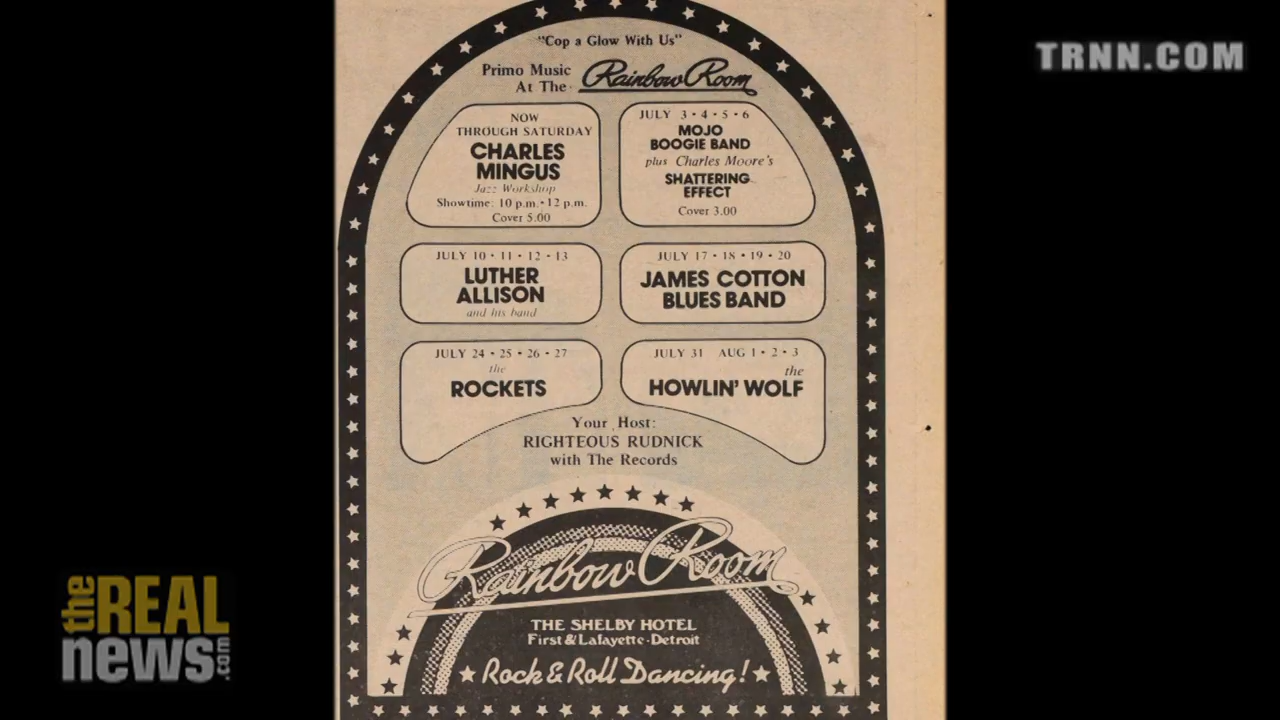 TRNN.COM
"Cop a Glow With Us"
Primo Music
At The Rainbow Room
NOW
THROUGH SATURDAY
CHARLES
MINGUS
Jazz Workshop
Showtime: 10 p.m. • 12 p.m.
Cover 5.00
JULY 3 • 4 • 5 • 6
MOJO
BOOGIE BAND
plus Charles Moore's
SHATTERING
EFFECT
Cover 3.00
JULY 10 • 11 • 12 • 13
LUTHER
ALLISON
and his band
JULY 17 • 18 • 19 • 20
JAMES COTTON
BLUES BAND
JULY 24 • 25 • 26 • 27
the
ROCKETS
JULY 31 AUG 1 • 2 • 3
the
HOWLIN' WOLF
Your Host:
RIGHTEOUS RUDNICK
with The Records
Rainbow Room
THE SHELBY HOTEL
First & Lafayette-Detroit
Rock & Roll Dancing!
the REAL
news.com